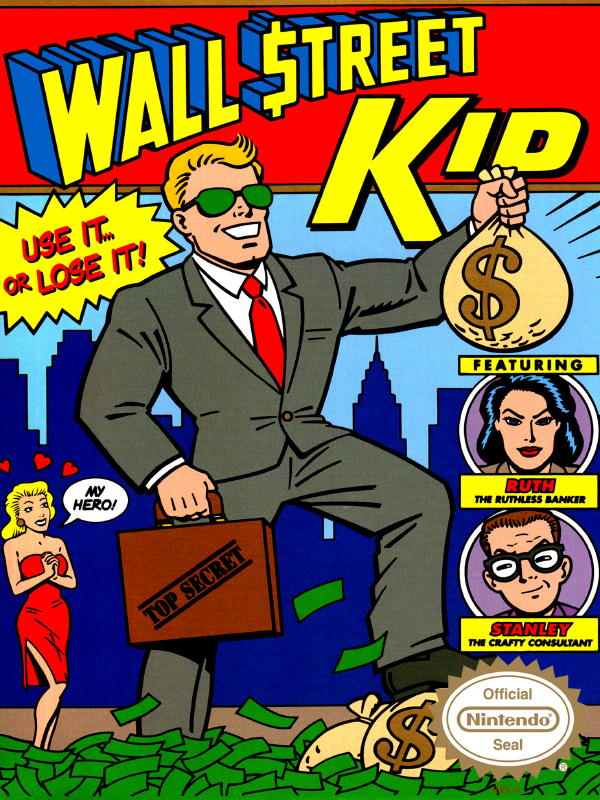 WALL $TREET
KID
USE IT...
OR LOSE IT!
$
FEATURING
RUTH
THE RUTHLESS BANKER
MY
HERO!
TOP SECRET
STANLEY
THE CRAFTY CONSULTANT
$
Official
Nintendo®
Seal
®